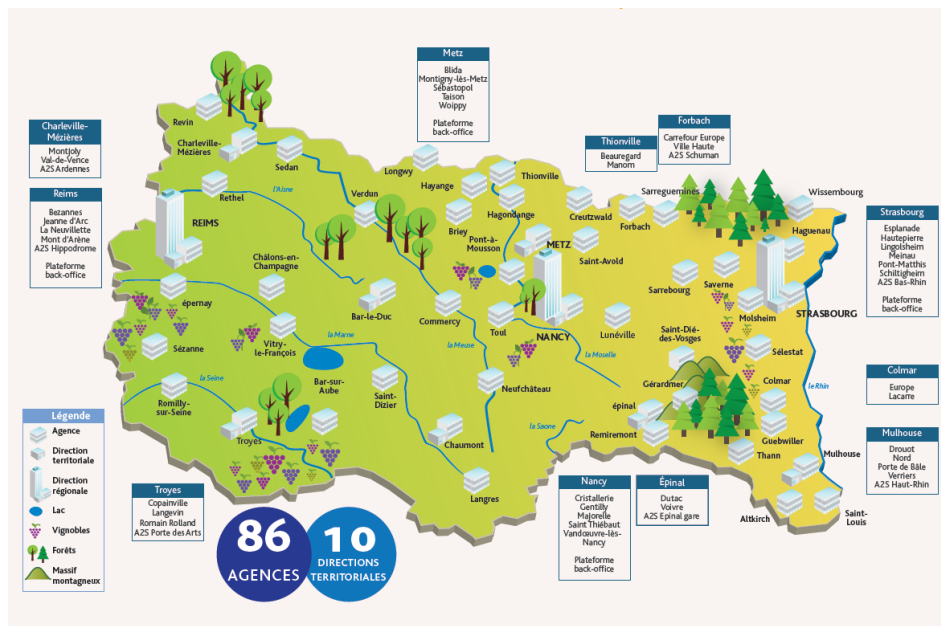 Metz
Blida
Montigny-lès-Metz
Sébastopol
Taison
Woippy
Plateforme
back-office
Charleville-
Mézières
Montjoly
Val-de-Vence
A2S Ardennes
Reims
Bezannes
Jeanne d'Arc
La Neuvillette
Mont d'Arène
A2S Hippodrome
Plateforme
back-office
Thionville
Beauregard
Manom
Forbach
Carrefour Europe
Ville Haute
A2S Schuman
Strasbourg
Esplanade
Hautepierre
Lingolsheim
Meinau
Pont-Matthis
Schiltigheim
A2S Bas-Rhin
Plateforme
back-office
Colmar
Europe
Lacarre
Mulhouse
Drouot
Nord
Porte de Bâle
Verriers
A2S Haut-Rhin
Revin
Charleville-
Mézières
Sedan
Rethel
l'Aisne
REIMS
Longwy
Verdun
Hayange
Thionville
Hagondange
Briey
Pont-à
Mousson
METZ
Creutzwald
Forbach
Sarreguemines
Wissembourg
Haguenau
Saint-Avold
Sarrebourg
Saverne
Molsheim
STRASBOURG
Châlons-en-
Champagne
épernay
Sézanne
Vitry-
le-François
Bar-le-Duc
Commercy
Toul
NANCY
Lunéville
Saint-Dié-
des-Vosges
Sélestat
la Marne
la Meuse
la Moselle
le Rhin
la Seine
Romilly-
sur-Seine
Bar-sur-
Aube
Saint-
Dizier
Neufchâteau
Gérardmer
Colmar
épinal
Remiremont
Guebwiller
Thann
Mulhouse
Altkirch
Saint-
Louis
Troyes
Chaumont
la Saone
Langres
Légende
Agence
Direction
territoriale
Direction
régionale
Lac
Vignobles
Forêts
Massif
montagneux
Troyes
Copainville
Langevin
Romain Rolland
A2S Porte des Arts
86
AGENCES
10
DIRECTIONS
TERRITORIALES
Nancy
Cristallerie
Gentilly
Majorelle
Saint Thiébaut
Vandœuvre-lès-
Nancy
Plateforme
back-office
Épinal
Dutac
Voivre
A2S Epinal gare